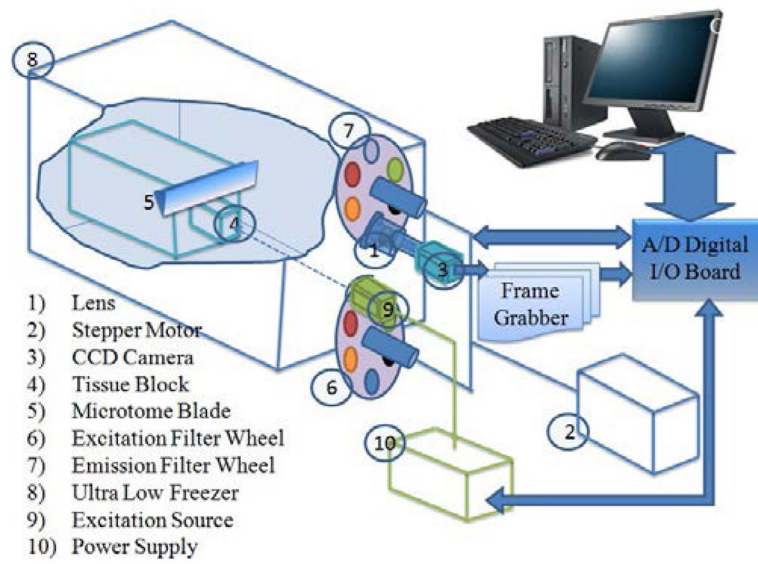 8
7
5
4
1
3
A/D Digital
I/O Board
Frame
Grabber
9
6
2
10
1) Lens
2) Stepper Motor
3) CCD Camera
4) Tissue Block
5) Microtome Blade
6) Excitation Filter Wheel
7) Emission Filter Wheel
8) Ultra Low Freezer
9) Excitation Source
10) Power Supply